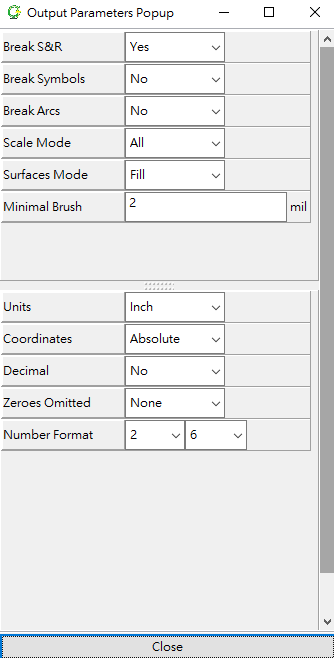 Output Parameters Popup
Break S&R Yes
Break Symbols No
Break Arcs No
Scale Mode All
Surfaces Mode Fill
Minimal Brush 2 mil
Units Inch
Coordinates Absolute
Decimal No
Zeroes Omitted None
Number Format 2 6
Close